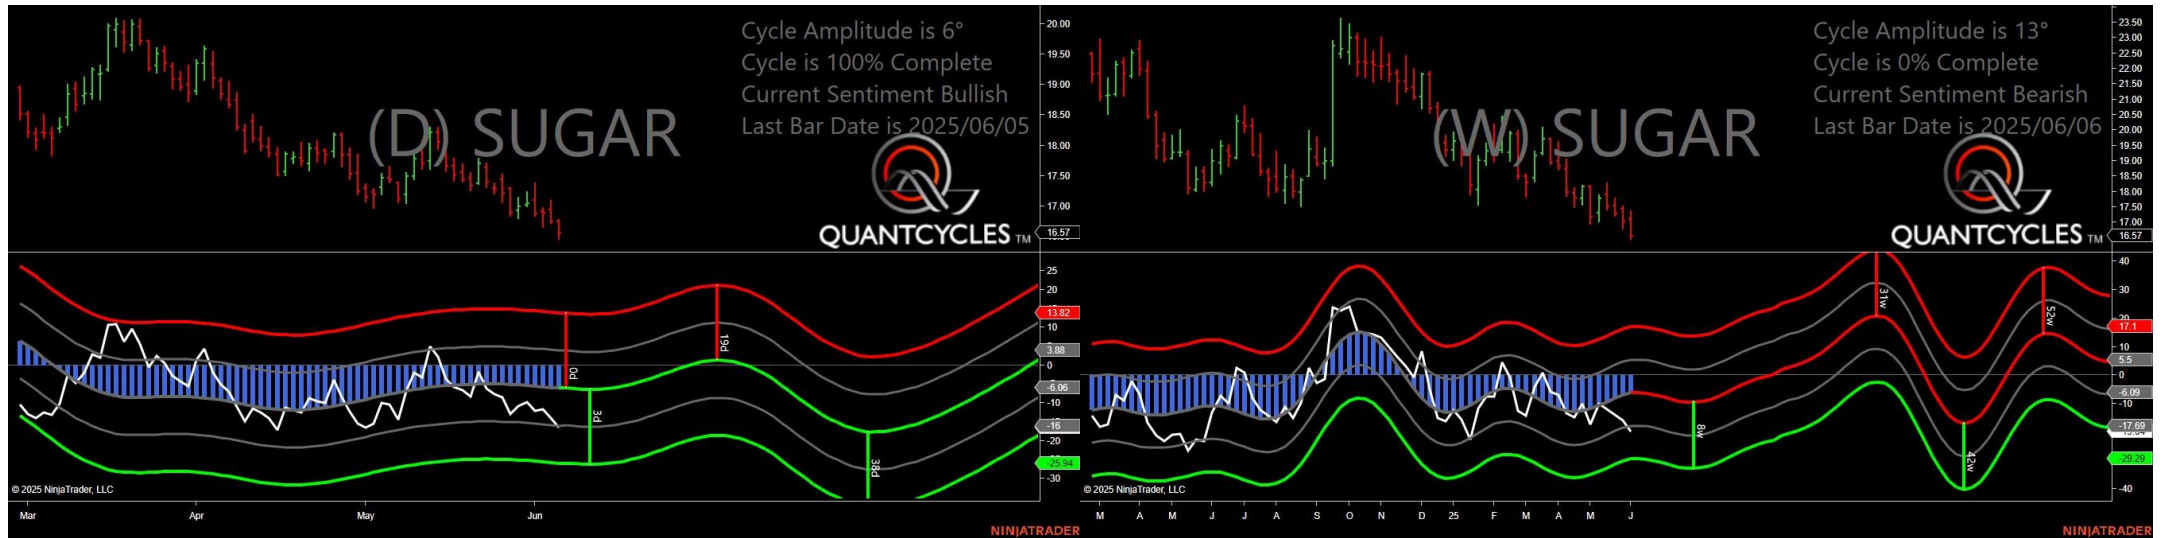 Cycle Amplitude is 6°
Cycle is 100% Complete
Current Sentiment Bullish
Last Bar Date is 2025/06/05
(D) SUGAR
QUANTCYCLES TM
20.00
19.50
19.00
18.50
18.00
17.50
17.00
16.57
25
20
13.82
10
5
3.88
0
-6.06
-10
-16
-20
-25.94
-30
0d
3d
19d
38d
© 2025 NinjaTrader, LLC
Mar Apr May Jun
NINJATRADER
Cycle Amplitude is 13°
Cycle is 0% Complete
Current Sentiment Bearish
Last Bar Date is 2025/06/06
(W) SUGAR
QUANTCYCLES TM
23.50
23.00
22.50
22.00
21.50
21.00
20.50
20.00
19.50
19.00
18.50
18.00
17.50
17.00
16.57
40
30
20
17.1
10
5.5
0
-6.09
-10
-17.69
-29.29
-40
8w
31w
42w
52w
© 2025 NinjaTrader, LLC
M A M J J A S O N D 25 F M A M J
NINJATRADER